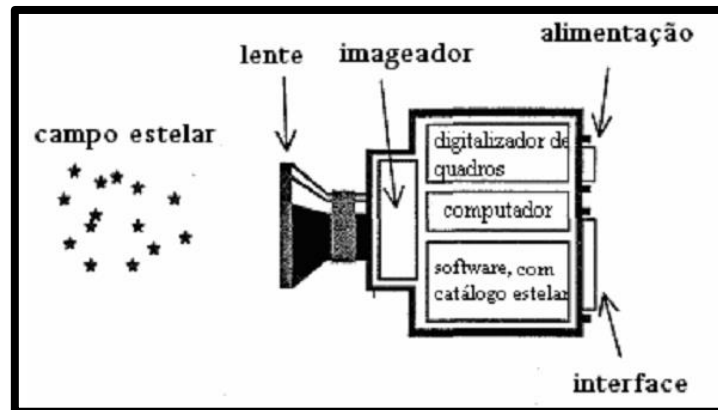 alimentação
lente
imageador
campo estelar
digitalizador de
quadros
computador
software, com
catálogo estelar
interface